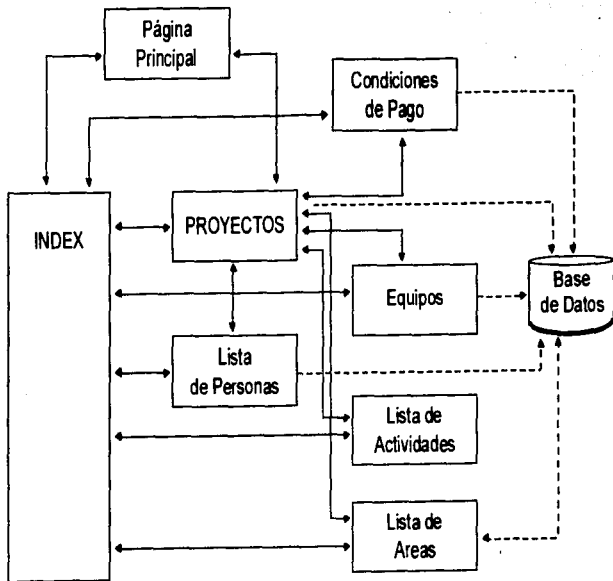 Página
Principal
Condiciones
de Pago
INDEX
PROYECTOS
Equipos
Base
de Datos
Lista
de Personas
Lista de
Actividades
Lista de
Areas